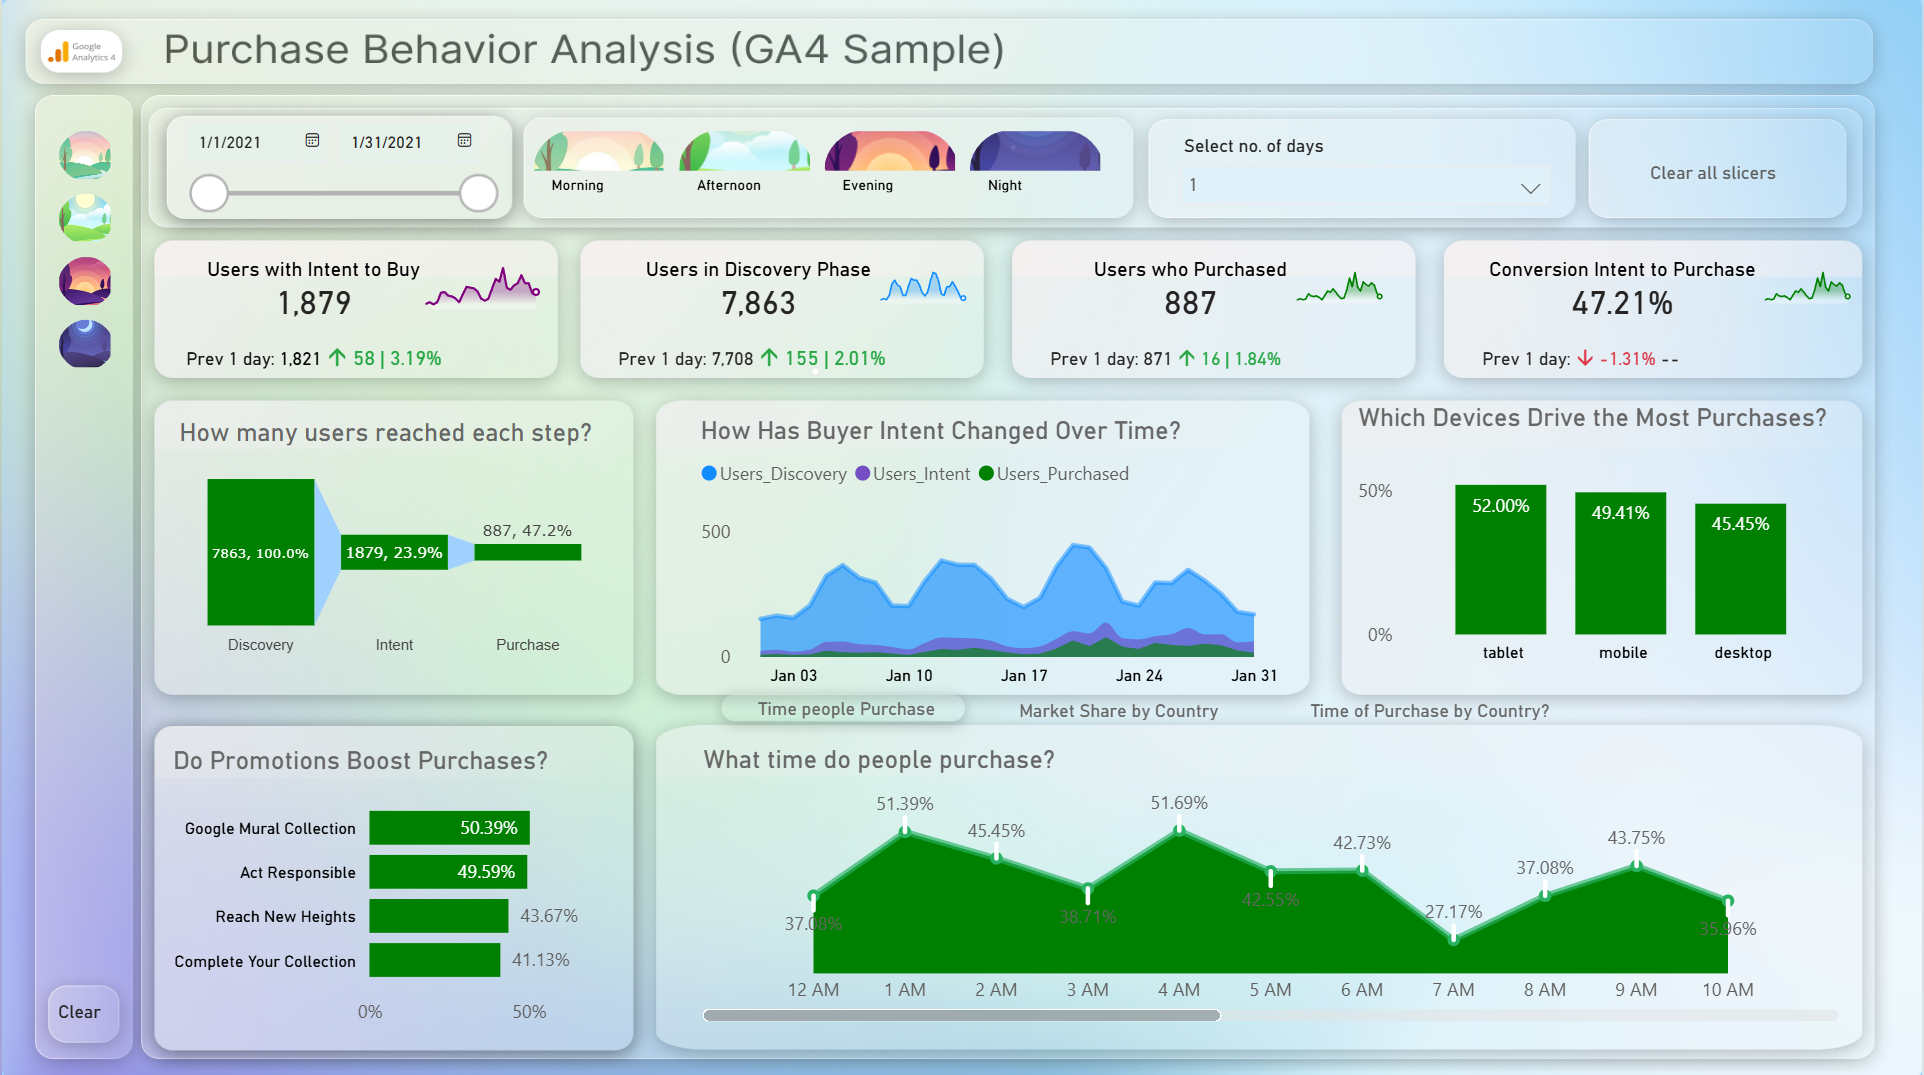 Google
Analytics 4
Purchase Behavior Analysis (GA4 Sample)
1/1/2021
1/31/2021
Morning
Afternoon
Evening
Night
Select no. of days
1
Clear all slicers
Users with Intent to Buy
1,879
Prev 1 day: 1,821 ↑ 58 | 3.19%
Users in Discovery Phase
7,863
Prev 1 day: 7,708 ↑ 155 | 2.01%
Users who Purchased
887
Prev 1 day: 871 ↑ 16 | 1.84%
Conversion Intent to Purchase
47.21%
Prev 1 day: ↓ -1.31% --
How many users reached each step?
7863, 100.0%
1879, 23.9%
887, 47.2%
Discovery
Intent
Purchase
How Has Buyer Intent Changed Over Time?
Users_Discovery Users_Intent Users_Purchased
500
0
Jan 03
Jan 10
Jan 17
Jan 24
Jan 31
Which Devices Drive the Most Purchases?
50%
0%
52.00%
49.41%
45.45%
tablet
mobile
desktop
Time people Purchase
Market Share by Country
Time of Purchase by Country?
Do Promotions Boost Purchases?
Google Mural Collection 50.39%
Act Responsible 49.59%
Reach New Heights 43.67%
Complete Your Collection 41.13%
0%
50%
What time do people purchase?
37.08%
51.39%
45.45%
38.71%
51.69%
42.55%
42.73%
27.17%
37.08%
43.75%
35.96%
12 AM
1 AM
2 AM
3 AM
4 AM
5 AM
6 AM
7 AM
8 AM
9 AM
10 AM
Clear